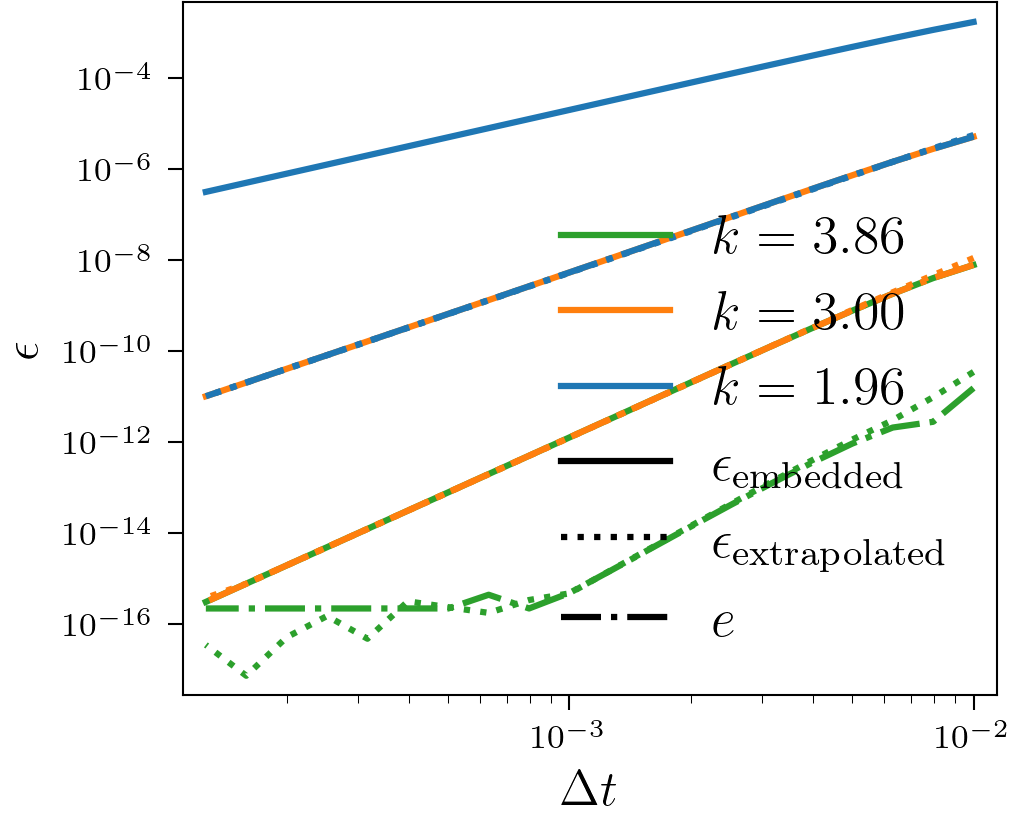 10⁻⁴
10⁻⁶
10⁻⁸
10⁻¹⁰
10⁻¹²
10⁻¹⁴
10⁻¹⁶
ϵ
k = 3.86
k = 3.00
k = 1.96
ϵ_embedded
ϵ_extrapolated
e
10⁻³
10⁻²
Δt